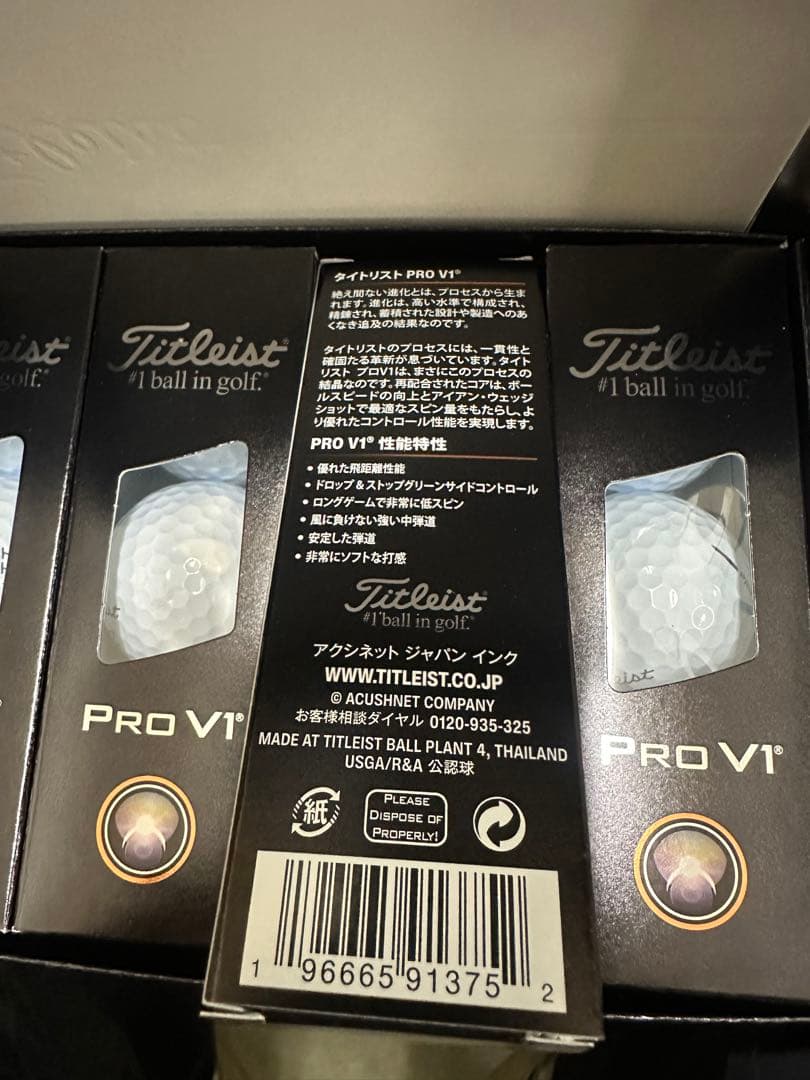 Titleist
#1 ball in golf.®
PRO V1®
タイトリスト PRO V1®
絶え間ない進化とは、プロセスから生ま
れます。進化は、高い水準で構成され、
精錬され、蓄積された設計や製造へのあ
くなき追及の結果なのです。
タイトリストのプロセスには、一貫性と
確固たる革新が息づいています。タイト
リスト プロV1は、まさにこのプロセスの
結晶なのです。再配合されたコアは、ボー
ルスピードの向上とアイアン・ウェッジ
ショットで最適なスピン量をもたらし、よ
り優れたコントロール性能を実現します。
PRO V1® 性能特性
• 優れた飛距離性能
• ドロップ&ストップグリーンサイドコントロール
• ロングゲームで非常に低スピン
• 風に負けない強い中弾道
• 安定した弾道
• 非常にソフトな打感
Titleist®
#1 ball in golf.®
アクシネット ジャパン インク
WWW.TITLEIST.CO.JP
© ACUSHNET COMPANY
お客様相談ダイヤル 0120-935-325
MADE AT TITLEIST BALL PLANT 4, THAILAND
USGA/R&A 公認球
紙
PLEASE
DISPOSE OF
PROPERLY!
1 96665 91375 2
Titleist®
#1 ball in golf.®
eist
PRO V1®